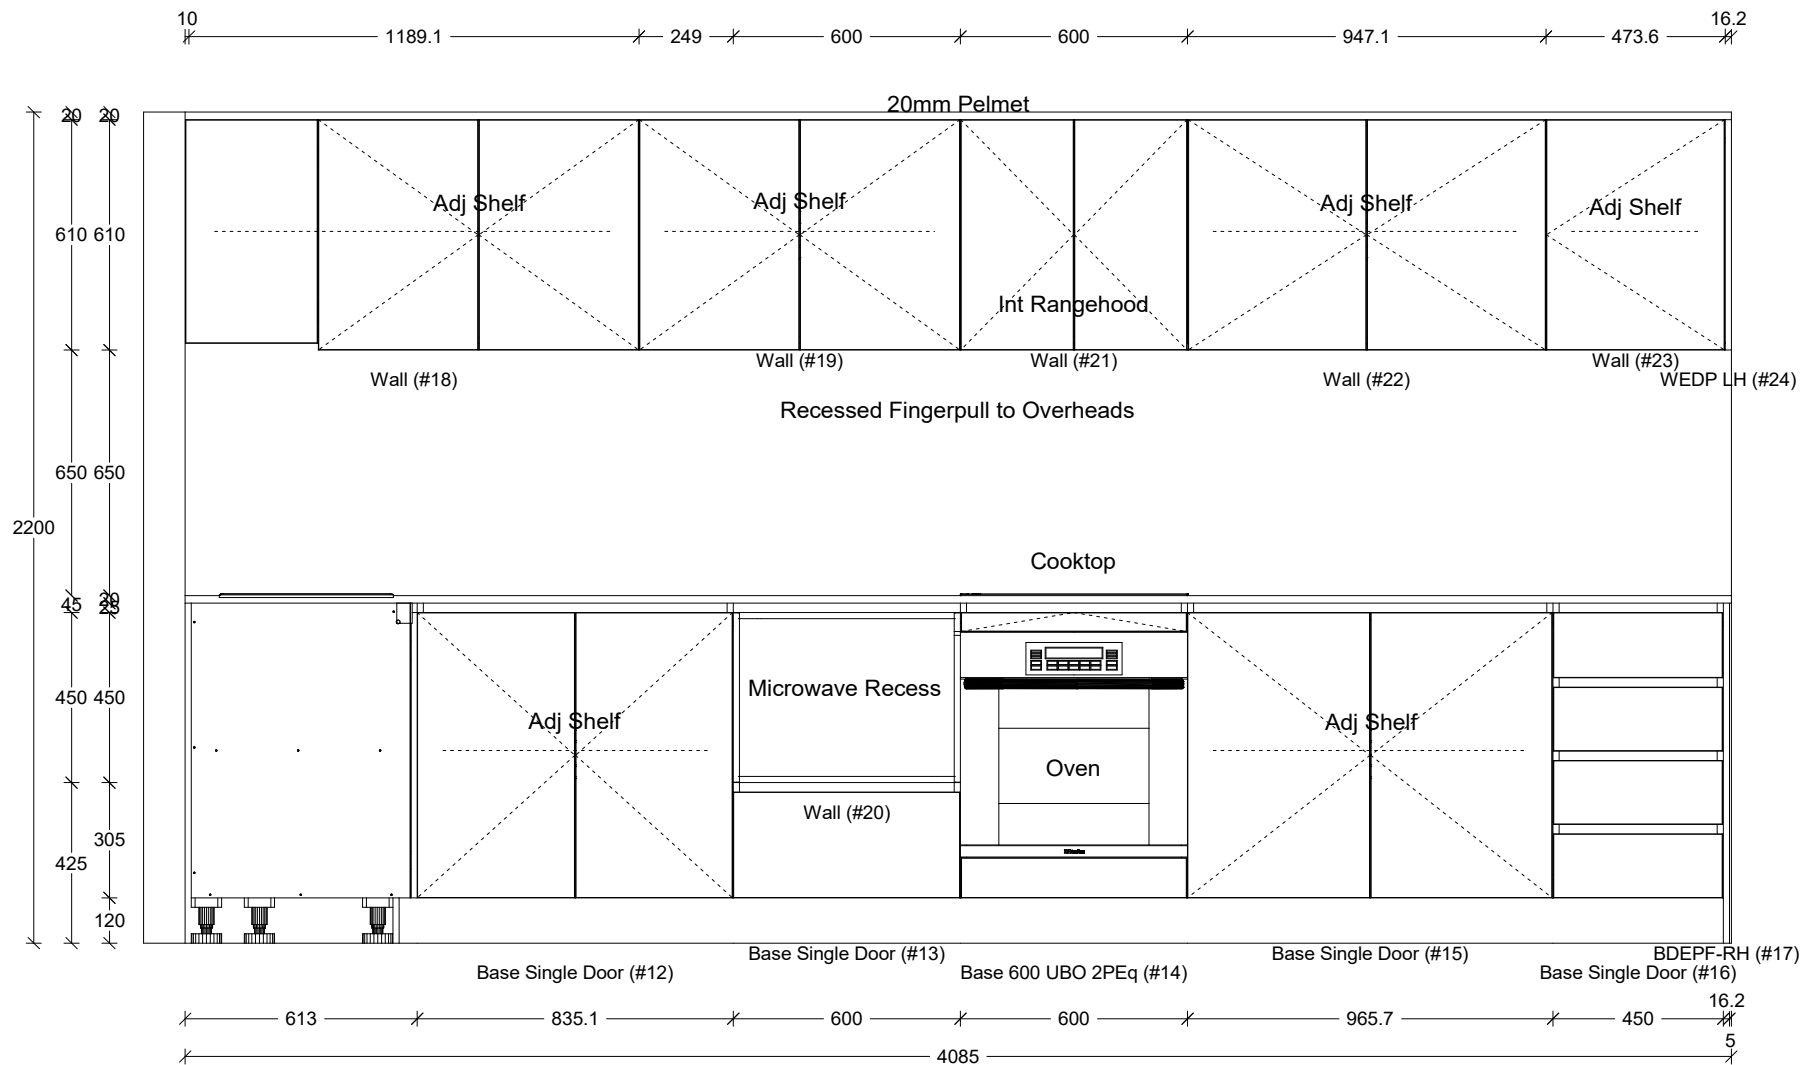 10
16.2
1189.1
249
600
600
947.1
473.6
20mm Pelmet
20
20
Adj Shelf
Adj Shelf
Adj Shelf
Adj Shelf
610
610
Int Rangehood
Wall (#19)
Wall (#21)
Wall (#23)
Wall (#18)
Wall (#22)
WEDP LH (#24)
Recessed Fingerpull to Overheads
650
650
2200
Cooktop
45
20
25
450
450
Microwave Recess
Adj Shelf
Adj Shelf
Oven
Wall (#20)
305
425
120
Base Single Door (#13)
Base Single Door (#15)
BDEPF-RH (#17)
Base Single Door (#12)
Base 600 UBO 2PEq (#14)
Base Single Door (#16)
16.2
613
835.1
600
600
965.7
450
5
4085